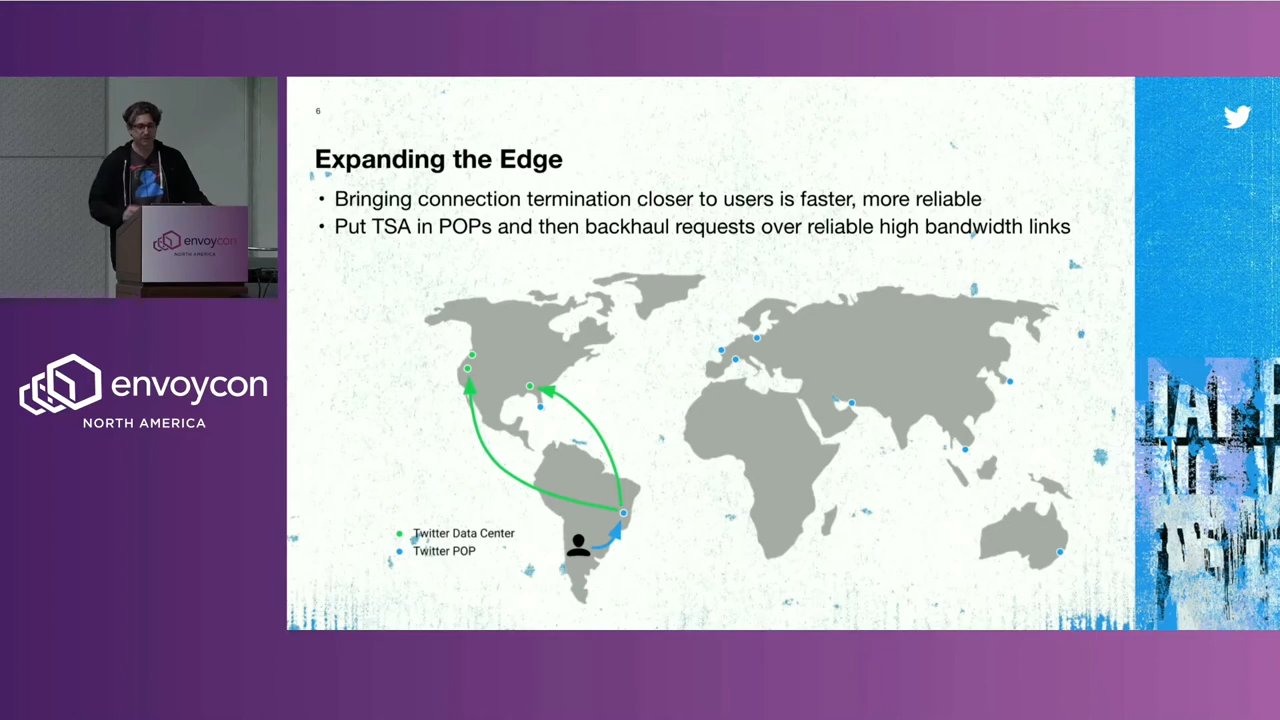 6
Expanding the Edge
• Bringing connection termination closer to users is faster, more reliable
• Put TSA in POPs and then backhaul requests over reliable high bandwidth links
Twitter Data Center
Twitter POP
envoycon
NORTH AMERICA
envoycon
NORTH AMERICA